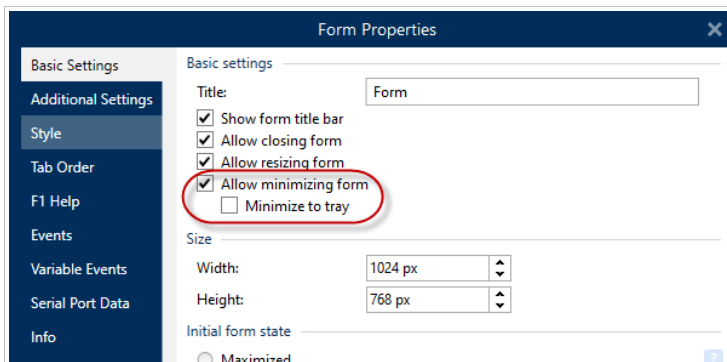 Form Properties
Basic Settings
Additional Settings
Style
Tab Order
F1 Help
Events
Variable Events
Serial Port Data
Info
Basic settings
Title:
Form
Show form title bar
Allow closing form
Allow resizing form
Allow minimizing form
Minimize to tray
Size
Width:
1024 px
Height:
768 px
Initial form state
Maximized
?